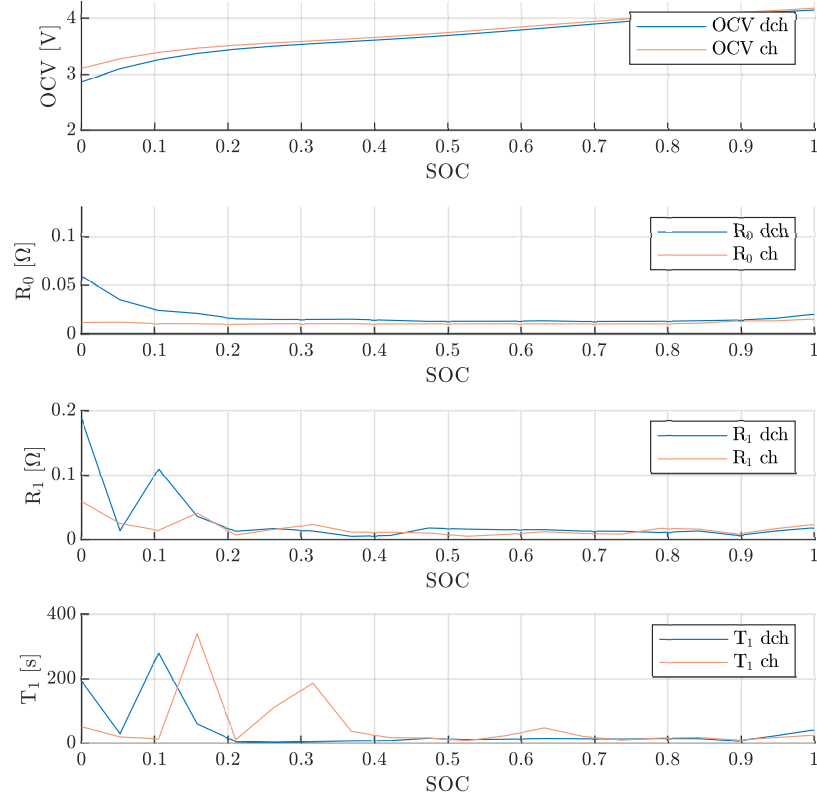 4
3
2
OCV [V]
OCV dch
OCV ch
0 0.1 0.2 0.3 0.4 0.5 0.6 0.7 0.8 0.9 1
SOC
0.1
0.05
0
R₀ [Ω]
R₀ dch
R₀ ch
0 0.1 0.2 0.3 0.4 0.5 0.6 0.7 0.8 0.9 1
SOC
0.2
0.1
0
R₁ [Ω]
R₁ dch
R₁ ch
0 0.1 0.2 0.3 0.4 0.5 0.6 0.7 0.8 0.9 1
SOC
400
200
0
T₁ [s]
T₁ dch
T₁ ch
0 0.1 0.2 0.3 0.4 0.5 0.6 0.7 0.8 0.9 1
SOC